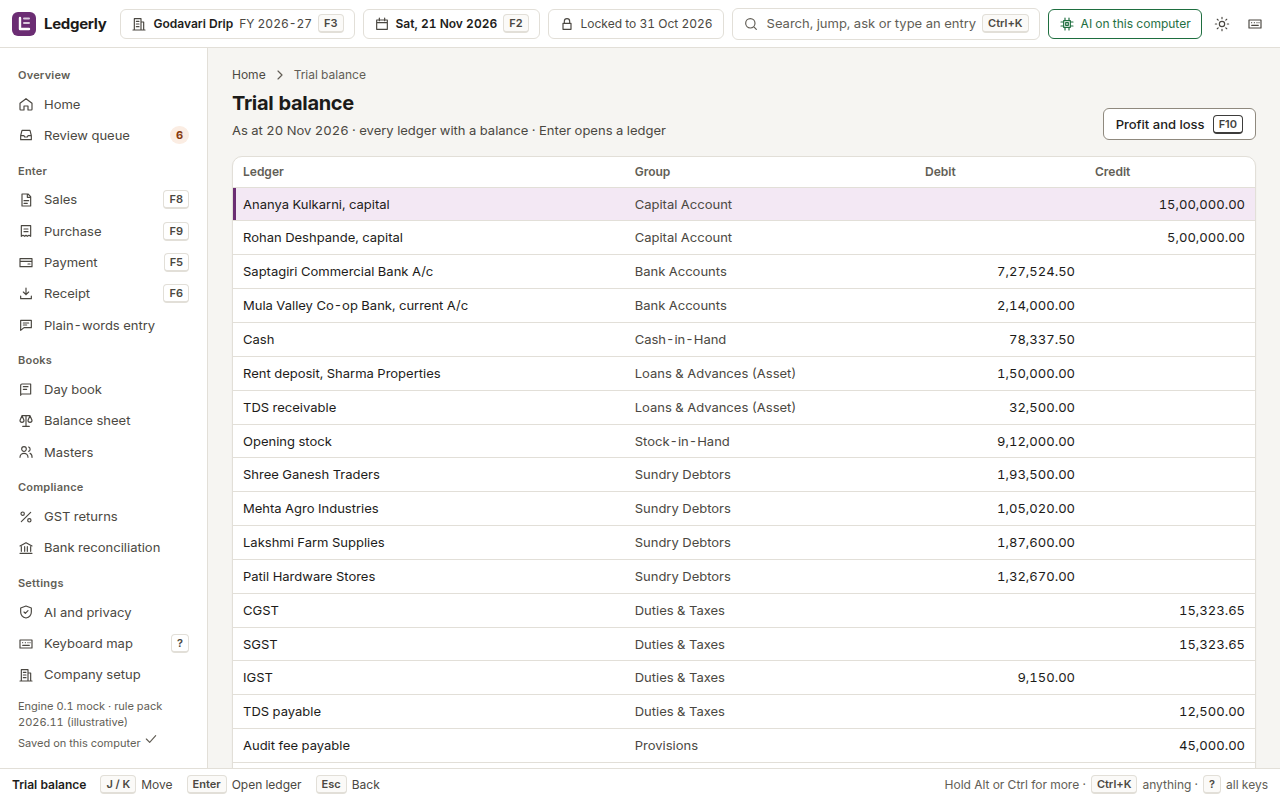 Ledgerly
Godavari Drip FY 2026-27 F3
Sat, 21 Nov 2026 F2
Locked to 31 Oct 2026
Search, jump, ask or type an entry Ctrl+K
AI on this computer
Overview
Home
Review queue 6
Enter
Sales F8
Purchase F9
Payment F5
Receipt F6
Plain-words entry
Books
Day book
Balance sheet
Masters
Compliance
GST returns
Bank reconciliation
Settings
AI and privacy
Keyboard map ?
Company setup
Engine 0.1 mock · rule pack
2026.11 (illustrative)
Saved on this computer
Home > Trial balance
Trial balance
As at 20 Nov 2026 · every ledger with a balance · Enter opens a ledger
Profit and loss F10
Ledger Group Debit Credit
Ananya Kulkarni, capital Capital Account 15,00,000.00
Rohan Deshpande, capital Capital Account 5,00,000.00
Saptagiri Commercial Bank A/c Bank Accounts 7,27,524.50
Mula Valley Co-op Bank, current A/c Bank Accounts 2,14,000.00
Cash Cash-in-Hand 78,337.50
Rent deposit, Sharma Properties Loans & Advances (Asset) 1,50,000.00
TDS receivable Loans & Advances (Asset) 32,500.00
Opening stock Stock-in-Hand 9,12,000.00
Shree Ganesh Traders Sundry Debtors 1,93,500.00
Mehta Agro Industries Sundry Debtors 1,05,020.00
Lakshmi Farm Supplies Sundry Debtors 1,87,600.00
Patil Hardware Stores Sundry Debtors 1,32,670.00
CGST Duties & Taxes 15,323.65
SGST Duties & Taxes 15,323.65
IGST Duties & Taxes 9,150.00
TDS payable Duties & Taxes 12,500.00
Audit fee payable Provisions 45,000.00
Trial balance J / K Move Enter Open ledger Esc Back
Hold Alt or Ctrl for more · Ctrl+K anything · ? all keys